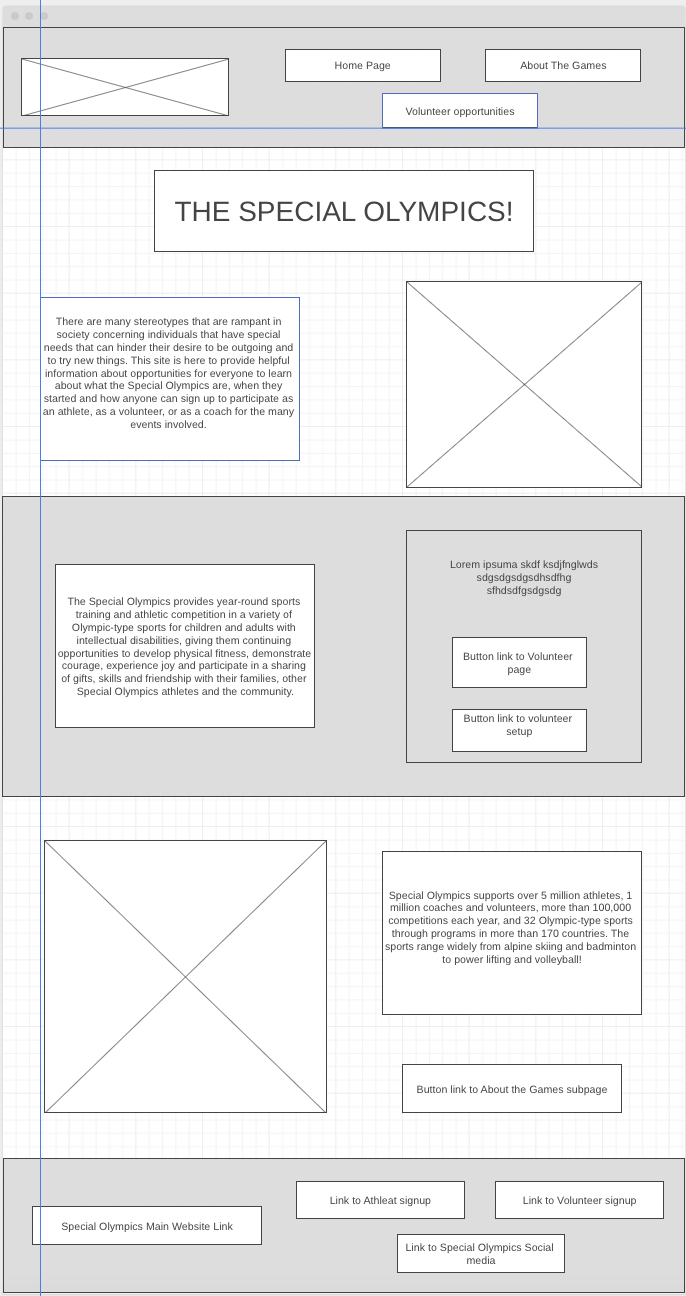 Home Page
About The Games
Volunteer opportunities
THE SPECIAL OLYMPICS!
There are many stereotypes that are rampant in
society concerning individuals that have special
needs that can hinder their desire to be outgoing and
to try new things. This site is here to provide helpful
information about opportunities for everyone to learn
about what the Special Olympics are, when they
started and how anyone can sign up to participate as
an athlete, as a volunteer, or as a coach for the many
events involved.
The Special Olympics provides year-round sports
training and athletic competition in a variety of
Olympic-type sports for children and adults with
intellectual disabilities, giving them continuing
opportunities to develop physical fitness, demonstrate
courage, experience joy and participate in a sharing
of gifts, skills and friendship with their families, other
Special Olympics athletes and the community.
Lorem ipsuma skdf ksdjfnglwds
sdgsdgsdgsdhsdfhg
sfhdsdfgsdgsdg
Button link to Volunteer
page
Button link to volunteer
setup
Special Olympics supports over 5 million athletes, 1
million coaches and volunteers, more than 100,000
competitions each year, and 32 Olympic-type sports
through programs in more than 170 countries. The
sports range widely from alpine skiing and badminton
to power lifting and volleyball!
Button link to About the Games subpage
Special Olympics Main Website Link
Link to Athleat signup
Link to Volunteer signup
Link to Special Olympics Social
media